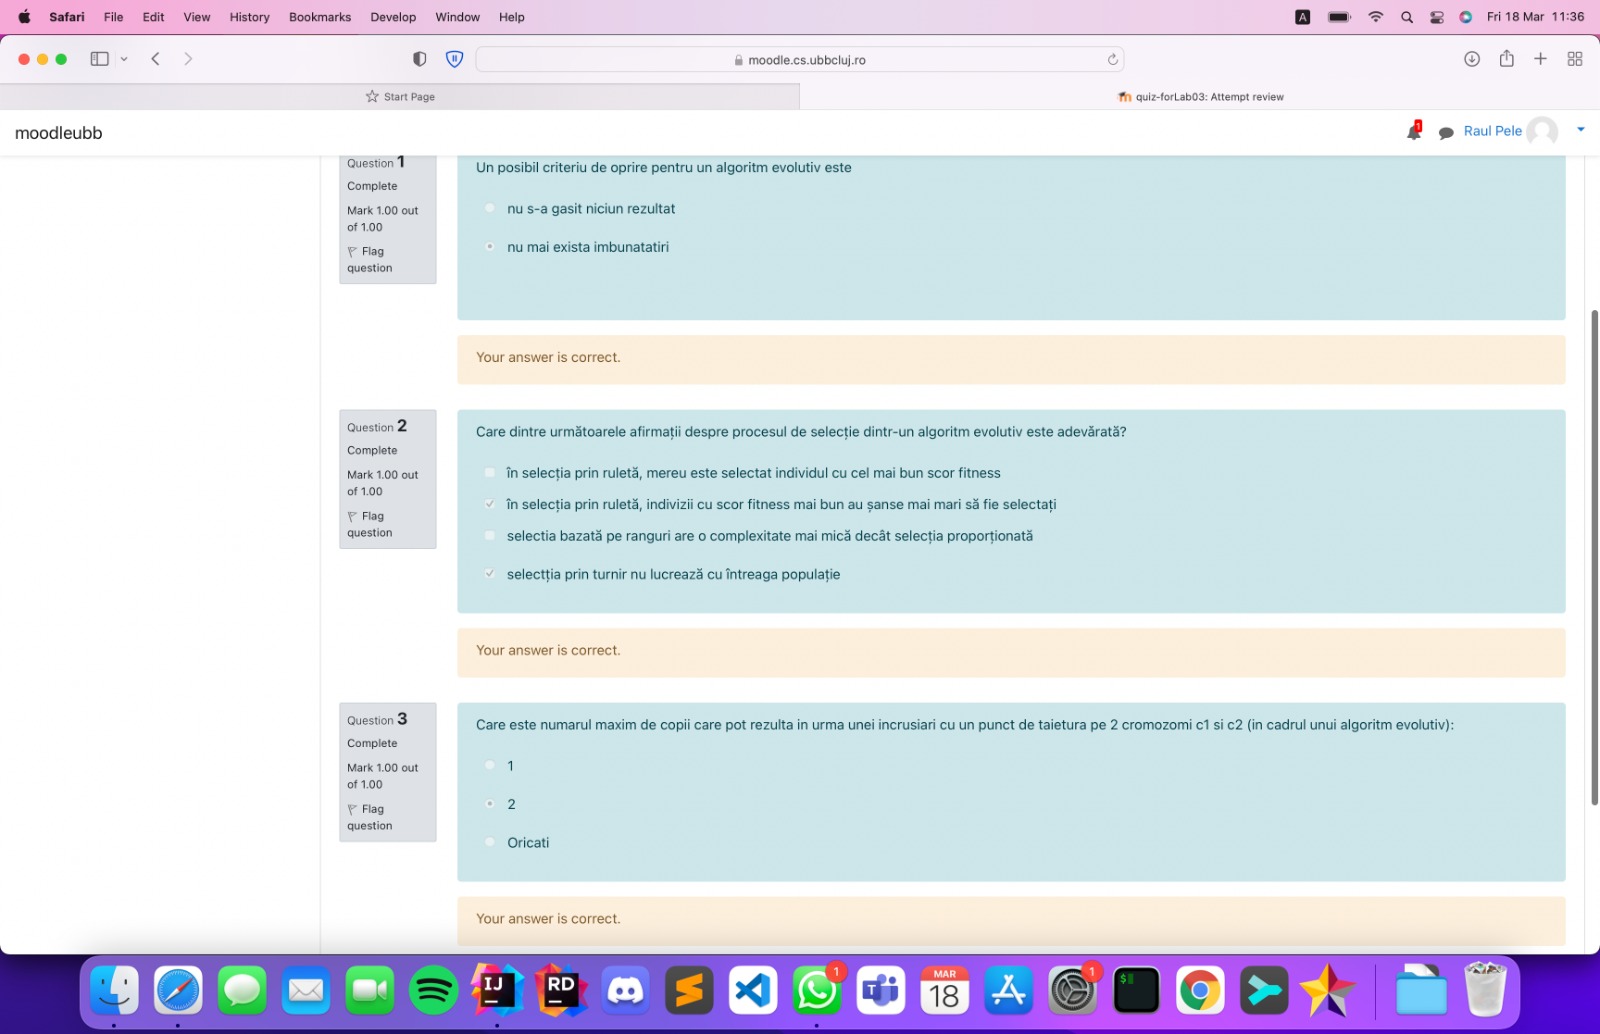 Safari File Edit View History Bookmarks Develop Window Help A Fri 18 Mar 11:36
moodle.cs.ubbcluj.ro
Start Page
quiz-forLab03: Attempt review
moodleubb
1
Raul Pele
Question 1
Complete
Mark 1.00 out
of 1.00
Flag
question
Un posibil criteriu de oprire pentru un algoritm evolutiv este
nu s-a gasit niciun rezultat
nu mai exista imbunatatiri
Your answer is correct.
Question 2
Complete
Mark 1.00 out
of 1.00
Flag
question
Care dintre următoarele afirmații despre procesul de selecție dintr-un algoritm evolutiv este adevărată?
în selecția prin ruletă, mereu este selectat individul cu cel mai bun scor fitness
în selecția prin ruletă, indivizii cu scor fitness mai bun au șanse mai mari să fie selectați
selectia bazată pe ranguri are o complexitate mai mică decât selecția proporționată
selectția prin turnir nu lucrează cu întreaga populație
Your answer is correct.
Question 3
Complete
Mark 1.00 out
of 1.00
Flag
question
Care este numarul maxim de copii care pot rezulta in urma unei incrusiari cu un punct de taietura pe 2 cromozomi c1 si c2 (in cadrul unui algoritm evolutiv):
1
2
Oricati
Your answer is correct.
IJ
RD
1
MAR
18
1
$